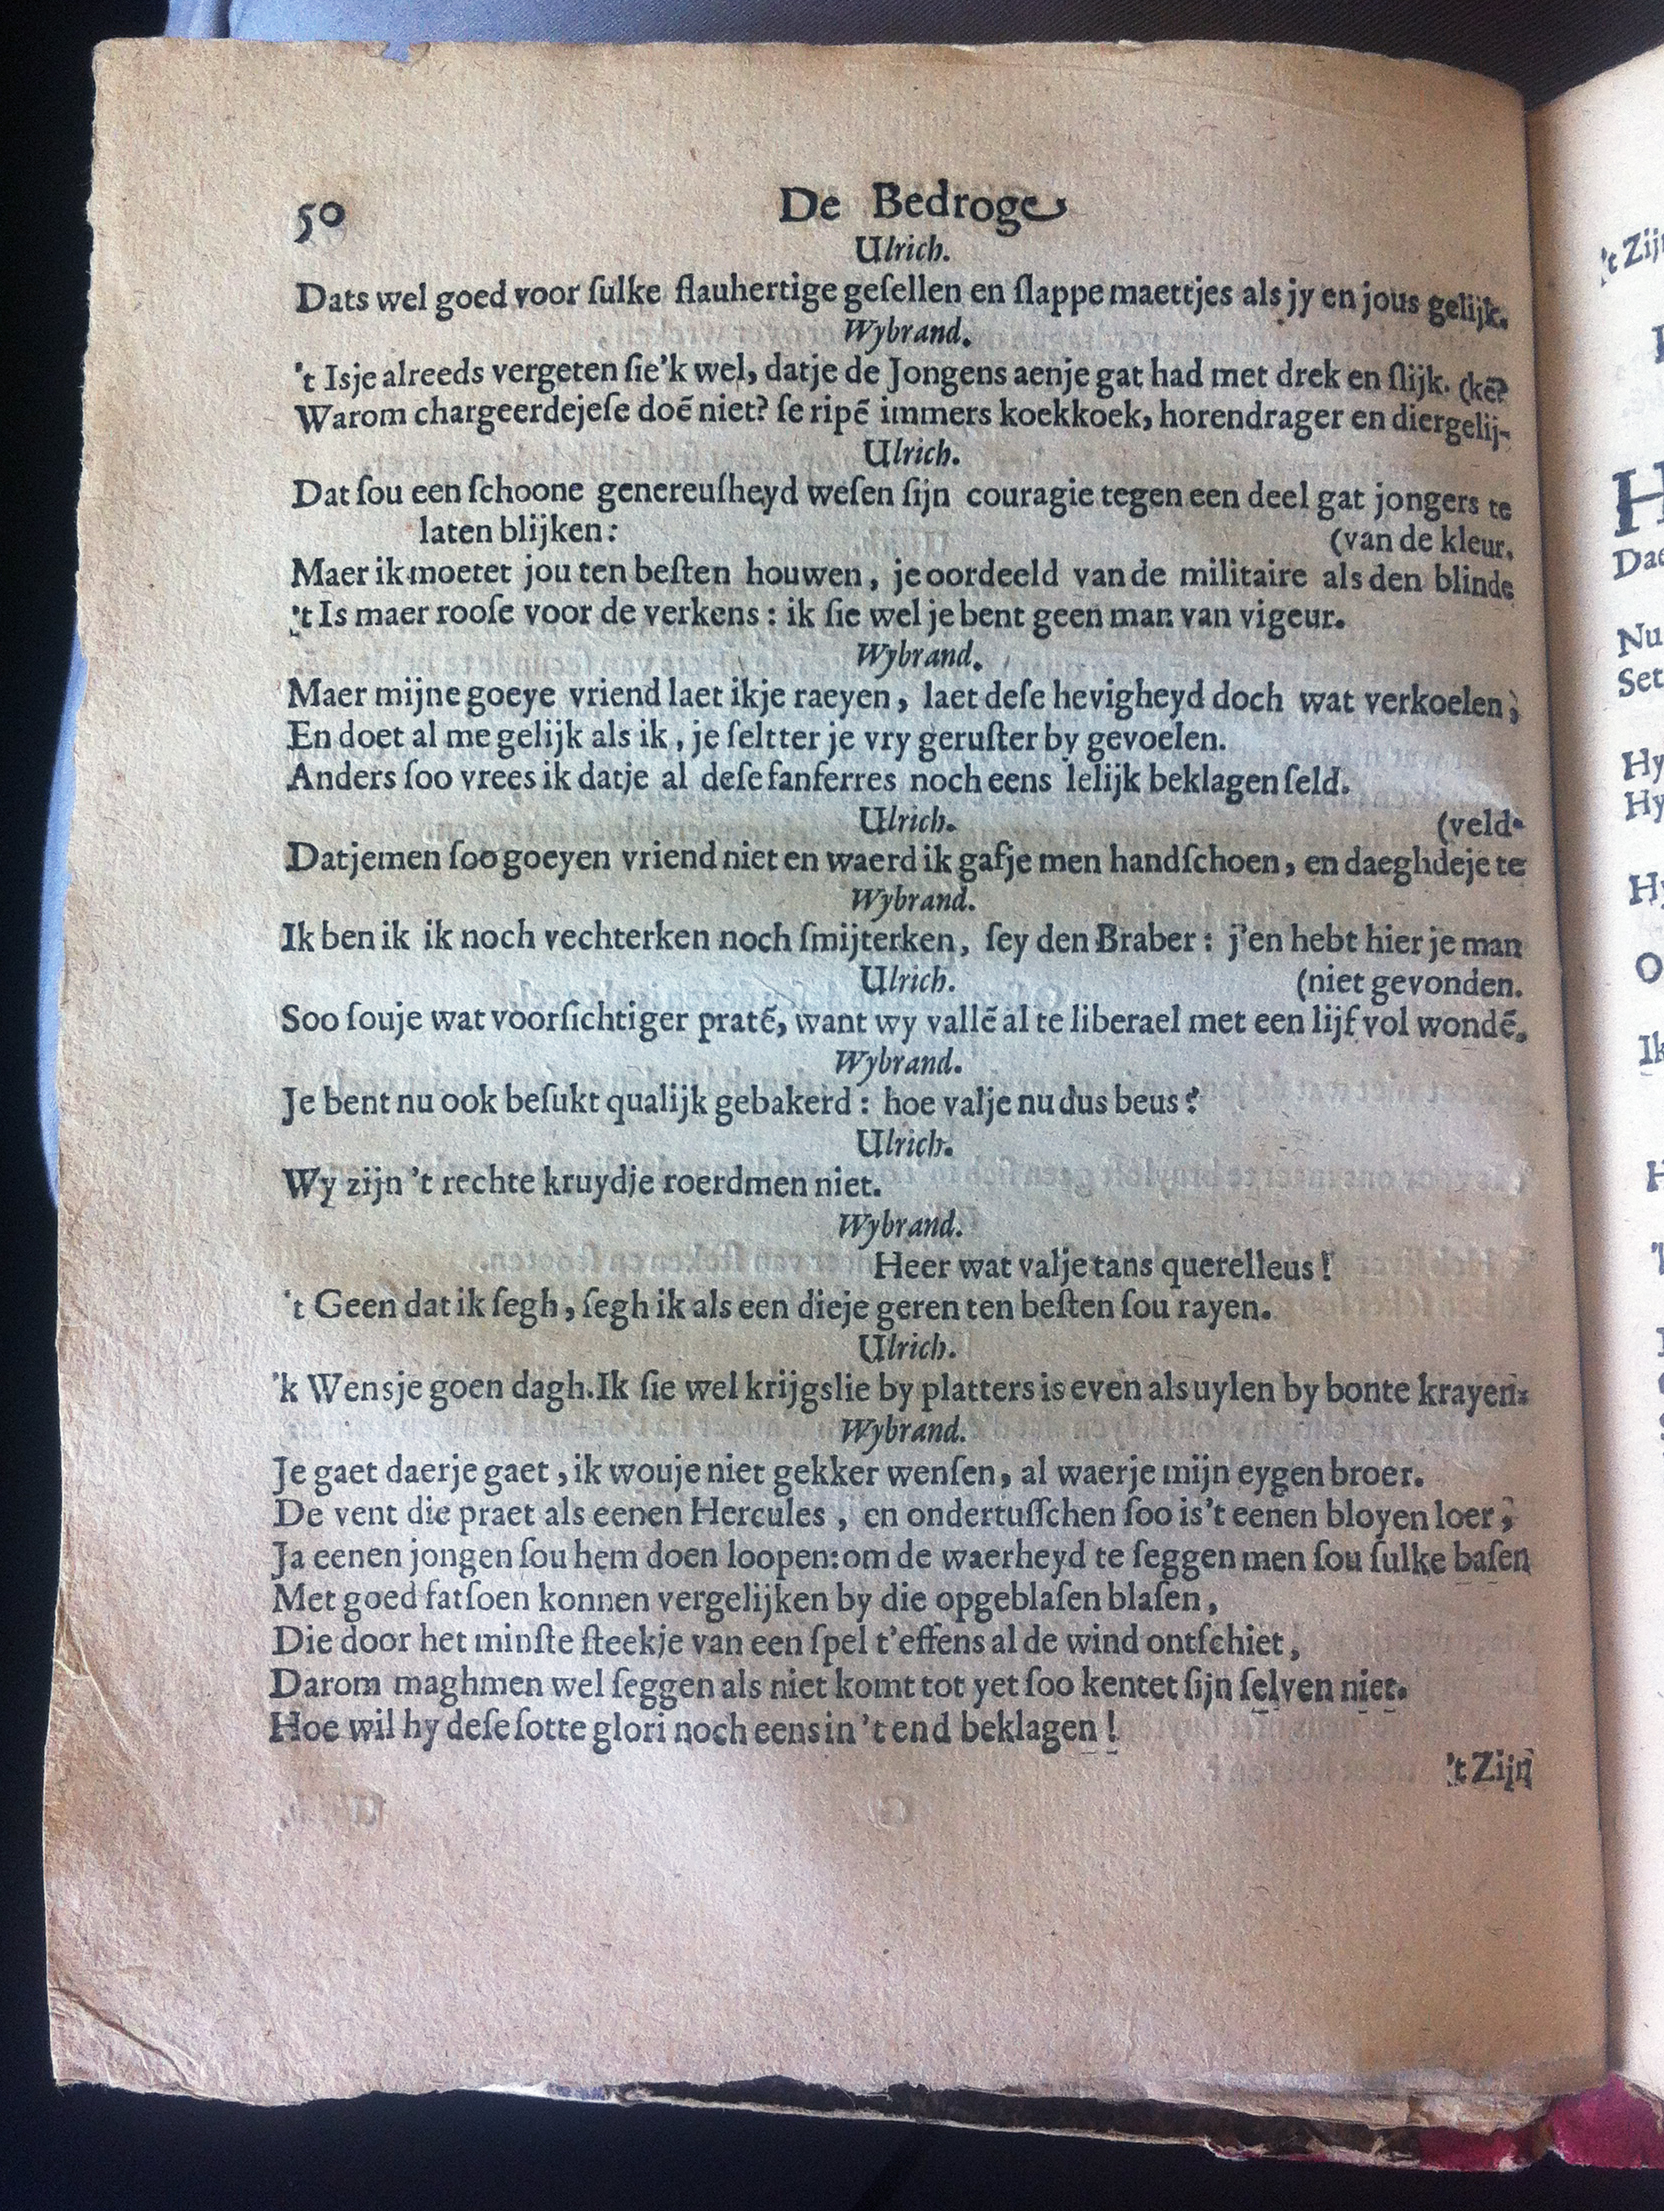 50
De Bedroge
Ulrich.
Dats wel goed voor ſulke flauhertige geſellen en ſlappe maettjes als jy en jous gelijk.
Wybrand.
't Isje alreeds vergeten ſie'k wel, datje de Jongens aenje gat had met drek en ſlijk. (kẽ?
Warom chargeerdejeſe doẽ niet? ſe ripẽ immers koekkoek, horendrager en diergelij-
Ulrich.
Dat ſou een ſchoone genereuſheyd weſen ſijn couragie tegen een deel gat jongers te
laten blijken: (van de kleur,
Maer ik moetet jou ten beſten houwen, je oordeeld van de militaire als den blinde
't Is maer rooſe voor de verkens: ik ſie wel je bent geen man van vigeur.
Wybrand.
Maer mijne goeye vriend laet ikje raeyen, laet deſe hevigheyd doch wat verkoelen;
En doet al me gelijk als ik, je ſeltter je vry geruſter by gevoelen.
Anders ſoo vrees ik datje al deſe fanferres noch eens lelijk beklagen ſeld.
Ulrich. (veld.
Datjemen ſoo goeyen vriend niet en waerd ik gafje men handſchoen, en daeghdeje te
Wybrand.
Ik ben ik ik noch vechterken noch ſmijterken, ſey den Braber: j'en hebt hier je man
Ulrich. (niet gevonden.
Soo ſouje wat voorſichtiger pratẽ, want wy vallẽ al te liberael met een lijf vol wondẽ.
Wybrand.
Je bent nu ook beſukt qualijk gebakerd: hoe valje nu dus beus?
Ulrich.
Wy zijn 't rechte kruydje roerdmen niet.
Wybrand.
Heer wat valje tans querelleus!
't Geen dat ik ſegh, ſegh ik als een dieje geren ten beſten ſou rayen.
Ulrich.
'k Wensje goen dagh. Ik ſie wel krijgslie by platters is even als uylen by bonte krayen.
Wybrand.
Je gaet daerje gaet, ik wouje niet gekker wenſen, al waerje mijn eygen broer.
De vent die praet als eenen Hercules, en ondertuſſchen ſoo is't eenen bloyen loer;
Ja eenen jongen ſou hem doen loopen: om de waerheyd te ſeggen men ſou ſulke baſen
Met goed fatſoen konnen vergelijken by die opgeblaſen blaſen,
Die door het minſte ſteekje van een ſpel t'effens al de wind ontſchiet,
Darom maghmen wel ſeggen als niet komt tot yet ſoo kentet ſijn ſelven niet.
Hoe wil hy deſe ſotte glori noch eens in 't end beklagen!
't Zijn
't Zij
H
Dae
Nu
Set
Hy
Hy
Hy
O
Ik